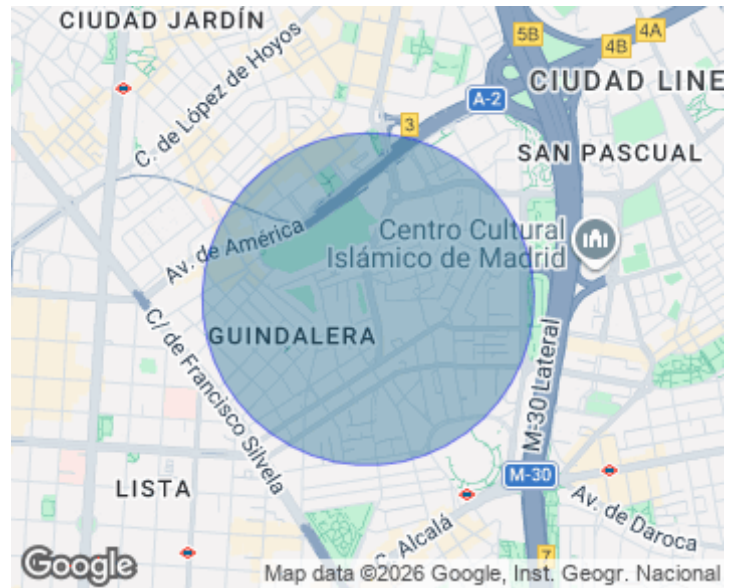 CIUDAD JARDÍN
5B
4A
4B
C. de López de Hoyos
A-2
CIUDAD LINE
3
SAN PASCUAL
Av. de América
Centro Cultural
Islámico de Madrid
GUINDALERA
C/ de Francisco Silvela
M-30 Lateral
M-30
LISTA
Av. de Daroca
C. Alcalá
7
Google
Map data ©2026 Google, Inst. Geogr. Nacional